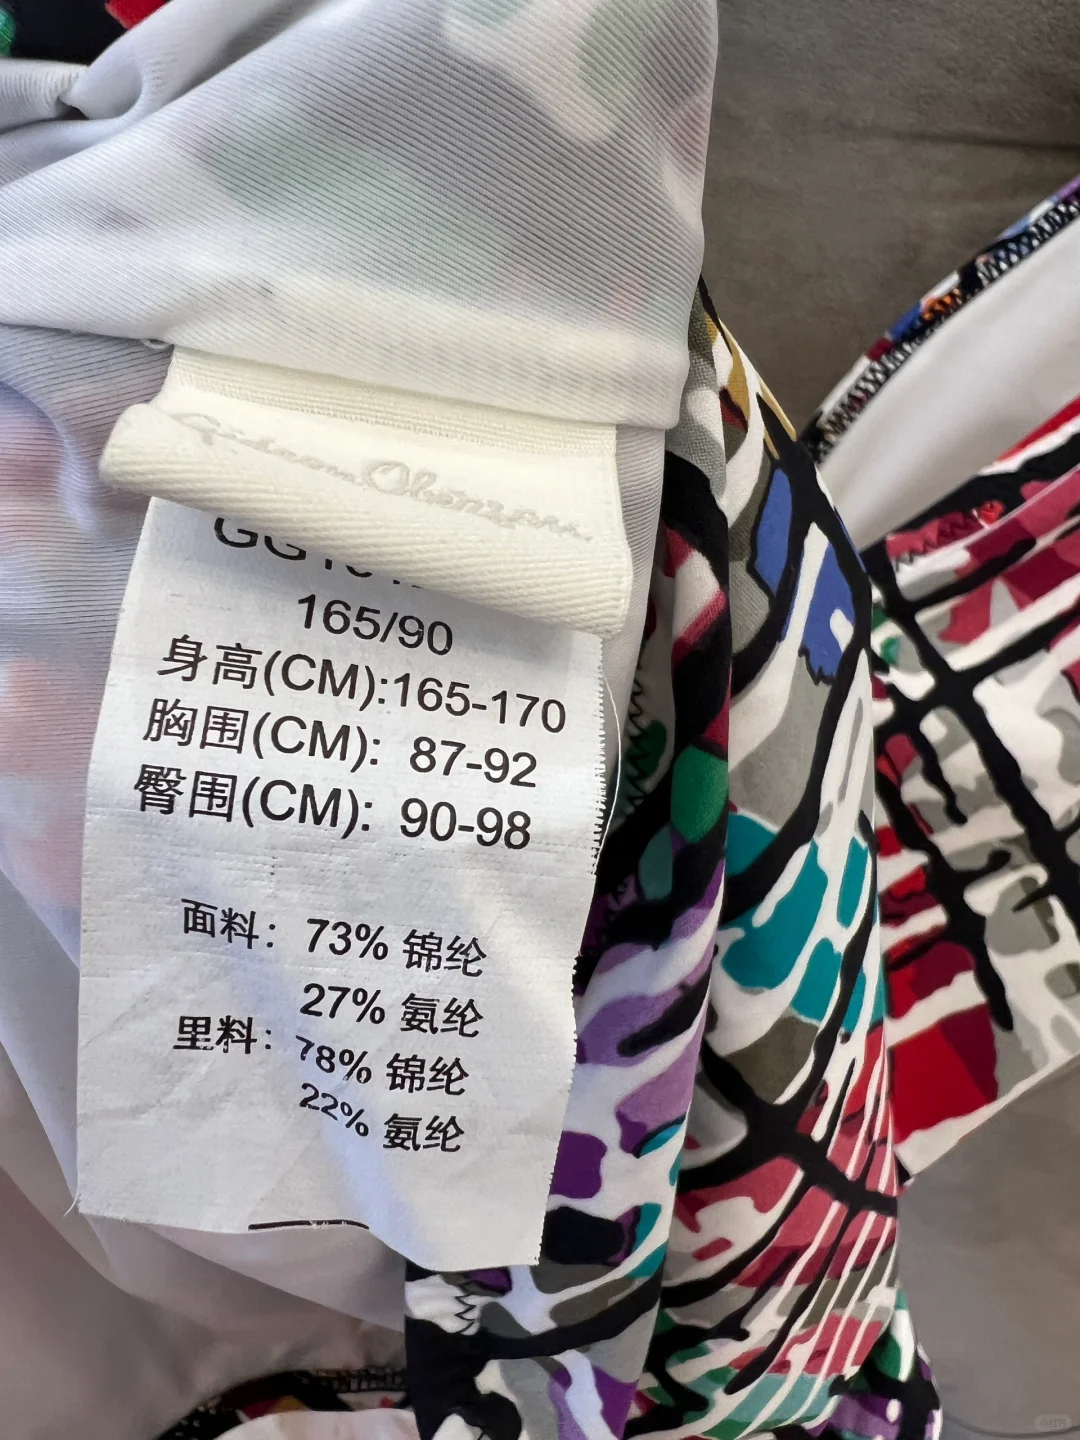 165/90
身高(CM):165-170
胸围(CM): 87-92
臀围(CM): 90-98
面料: 73% 锦纶
27% 氨纶
里料: 78% 锦纶
22% 氨纶